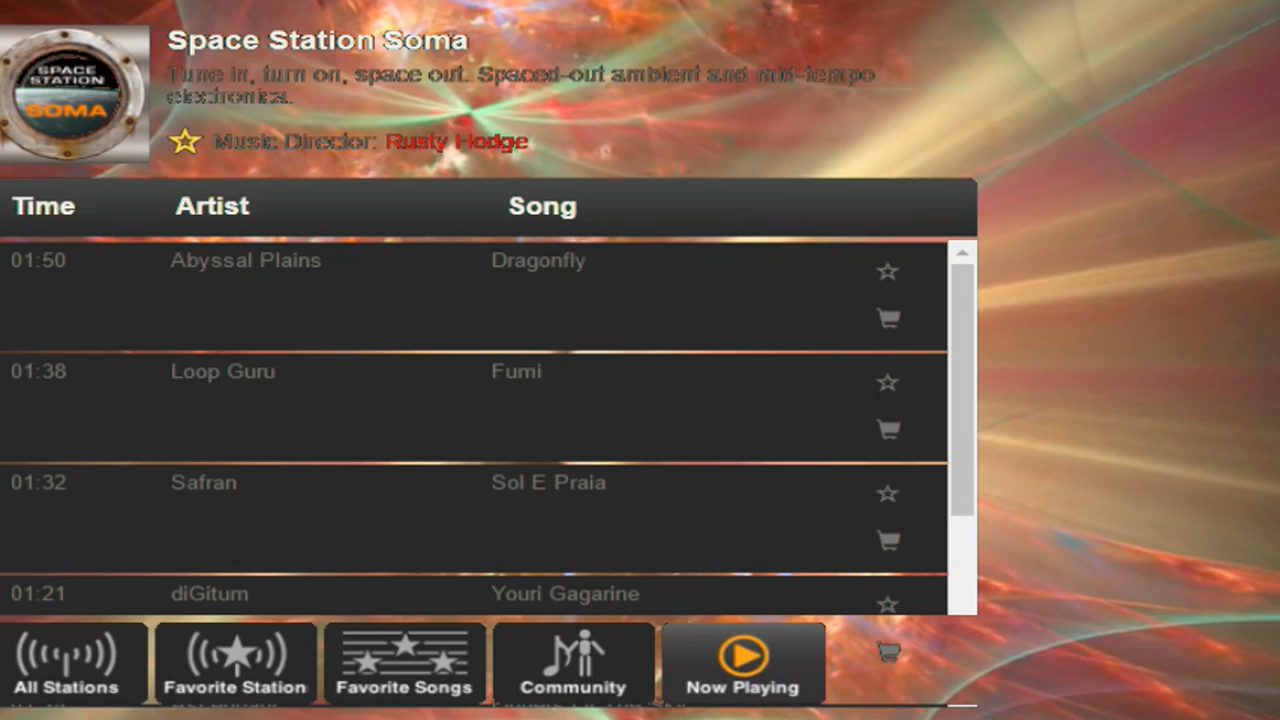 Space Station Soma
SPACE
STATION
SOMA
Tune in, turn on, space out. Spaced-out ambient and mid-tempo
electronica.
Music Director: Rusty Hodge
Time Artist Song
01:50 Abyssal Plains Dragonfly
01:38 Loop Guru Fumi
01:32 Safran Sol E Praia
01:21 diGitum Youri Gagarine
All Stations Favorite Station Favorite Songs Community Now Playing